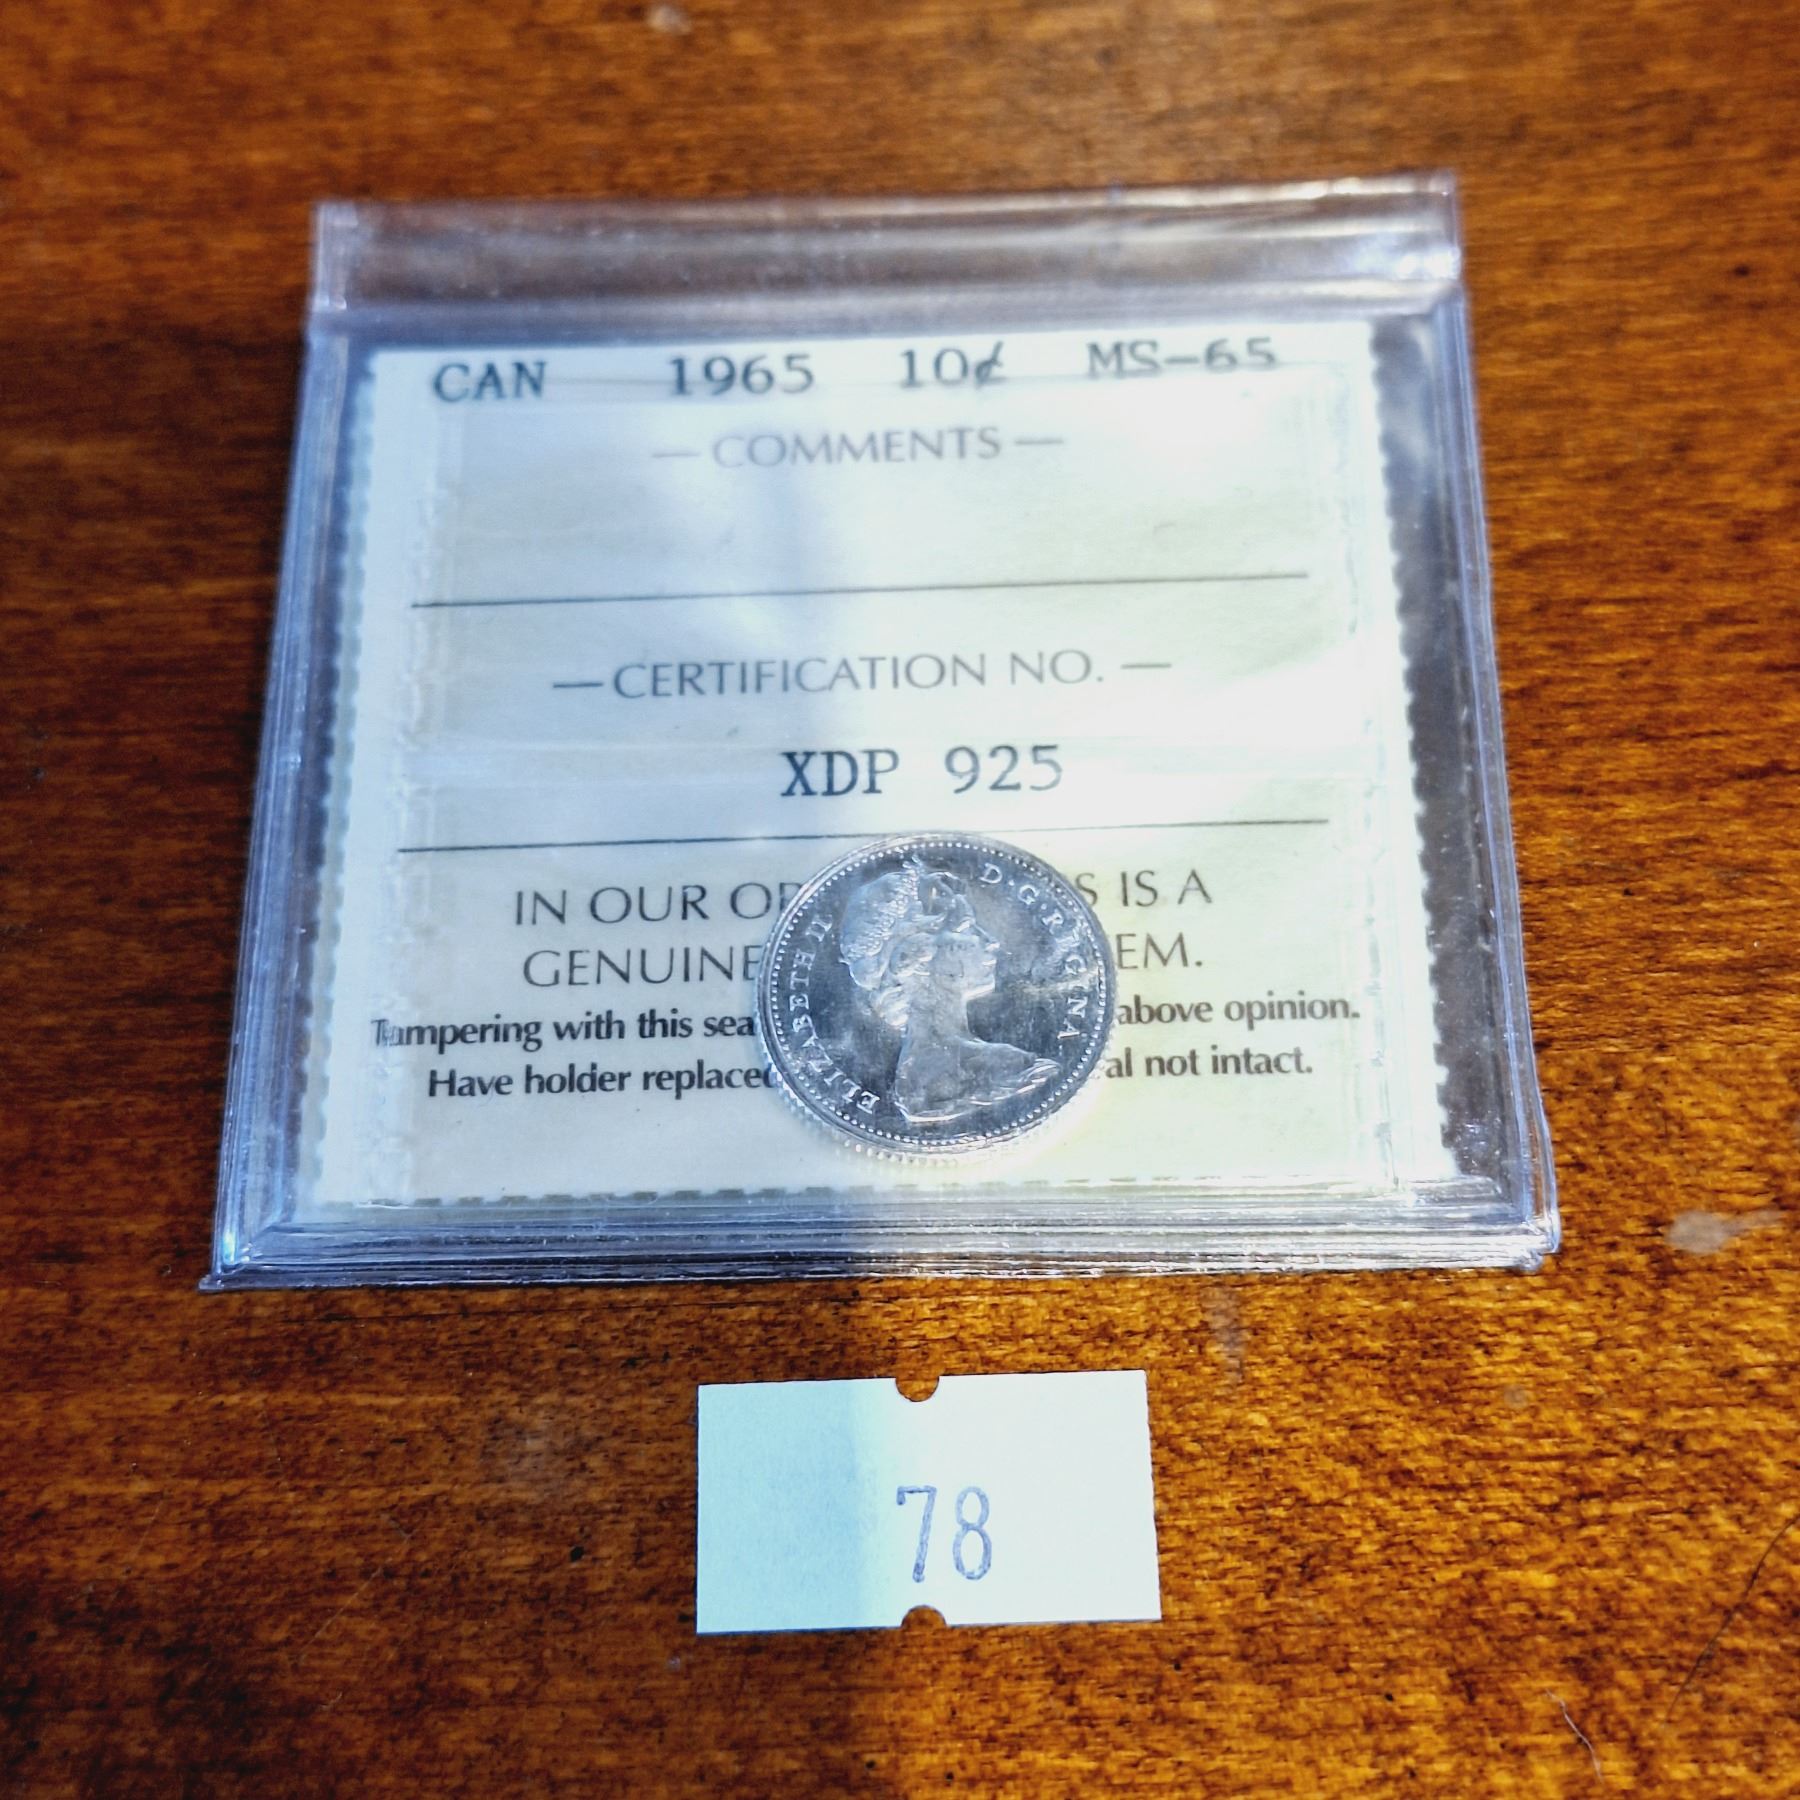 CAN 1965 10¢ MS-65
— COMMENTS —
— CERTIFICATION NO. —
XDP 925
IN OUR OP S IS A
GENUINE EM.
Tampering with this sea above opinion.
Have holder replaced al not intact.
ELIZABETH II D·G·REGINA
78